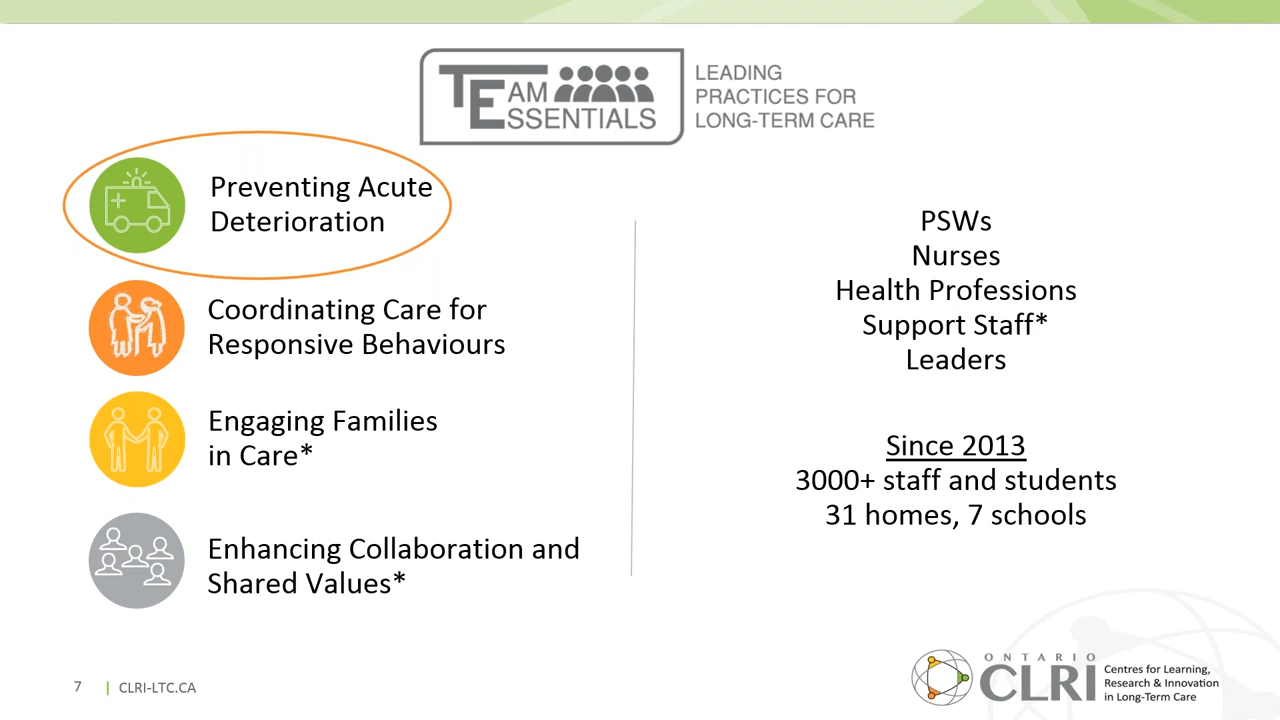 TEAM ESSENTIALS
LEADING
PRACTICES FOR
LONG-TERM CARE
Preventing Acute
Deterioration
Coordinating Care for
Responsive Behaviours
Engaging Families
in Care*
Enhancing Collaboration and
Shared Values*
PSWs
Nurses
Health Professions
Support Staff*
Leaders
Since 2013
3000+ staff and students
31 homes, 7 schools
7 | CLRI-LTC.CA
ONTARIO
CLRI
Centres for Learning,
Research & Innovation
in Long-Term Care